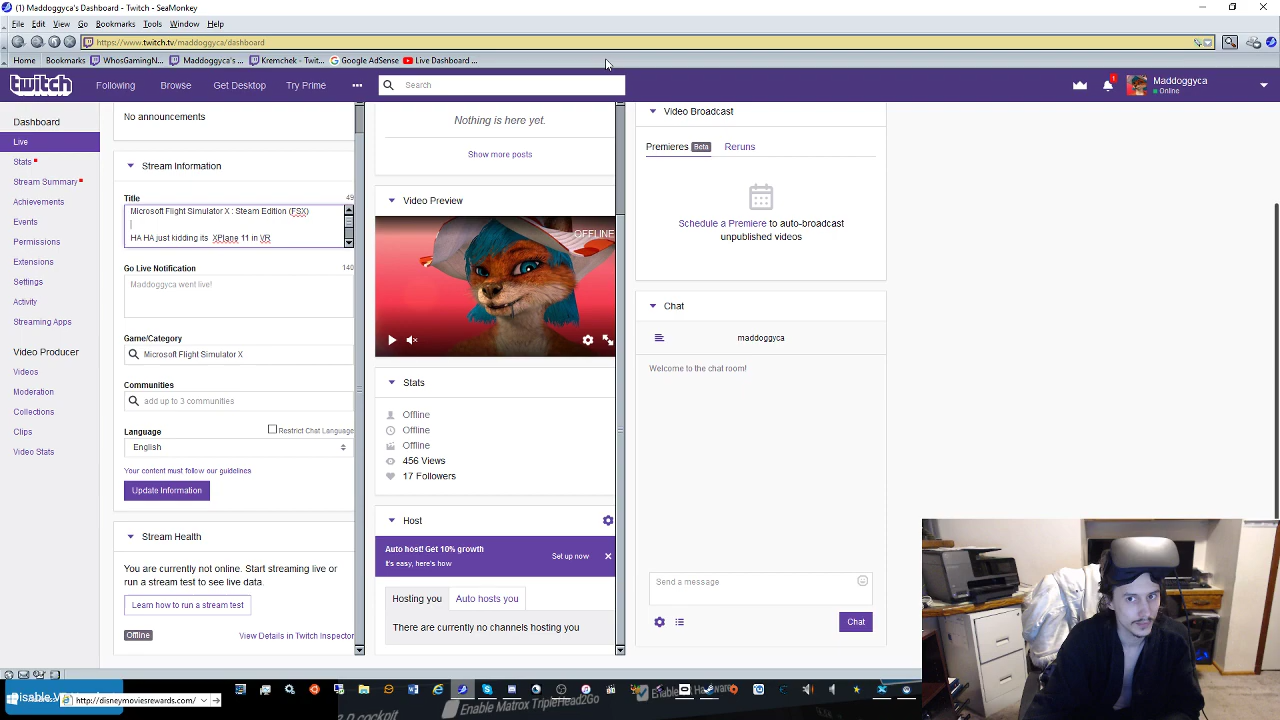 (1) Maddoggyca's Dashboard - Twitch - SeaMonkey
File Edit View Go Bookmarks Tools Window Help
https://www.twitch.tv/maddoggyca/dashboard
Home Bookmarks WhosGamingN... Maddoggyca's ... Kremchek - Twit... Google AdSense Live Dashboard ...
twitch Following Browse Get Desktop Try Prime ... Search 1 Maddoggyca
Online
Dashboard
Live
Stats
Stream Summary
Achievements
Events
Permissions
Extensions
Settings
Activity
Streaming Apps
Video Producer
Videos
Moderation
Collections
Clips
Video Stats
No announcements
Stream Information
Title 49
Microsoft Flight Simulator X : Steam Edition (FSX)
HA HA just kidding its XPlane 11 in VR
Go Live Notification 140
Maddoggyca went live!
Game/Category
Microsoft Flight Simulator X
Communities
add up to 3 communities
Language Restrict Chat Language
English
Your content must follow our guidelines
Update Information
Stream Health
You are currently not online. Start streaming live or
run a stream test to see live data.
Learn how to run a stream test
Offline View Details in Twitch Inspector
Nothing is here yet.
Show more posts
Video Preview
OFFLINE
Stats
Offline
Offline
Offline
456 Views
17 Followers
Host
Auto host! Get 10% growth
It's easy, here's how
Set up now
Hosting you Auto hosts you
There are currently no channels hosting you
Video Broadcast
Premieres Beta Reruns
Schedule a Premiere to auto-broadcast
unpublished videos
Chat
maddoggyca
Welcome to the chat room!
Send a message
Chat
http://disneymoviesrewards.com/
Enable Matrox TripleHead2Go